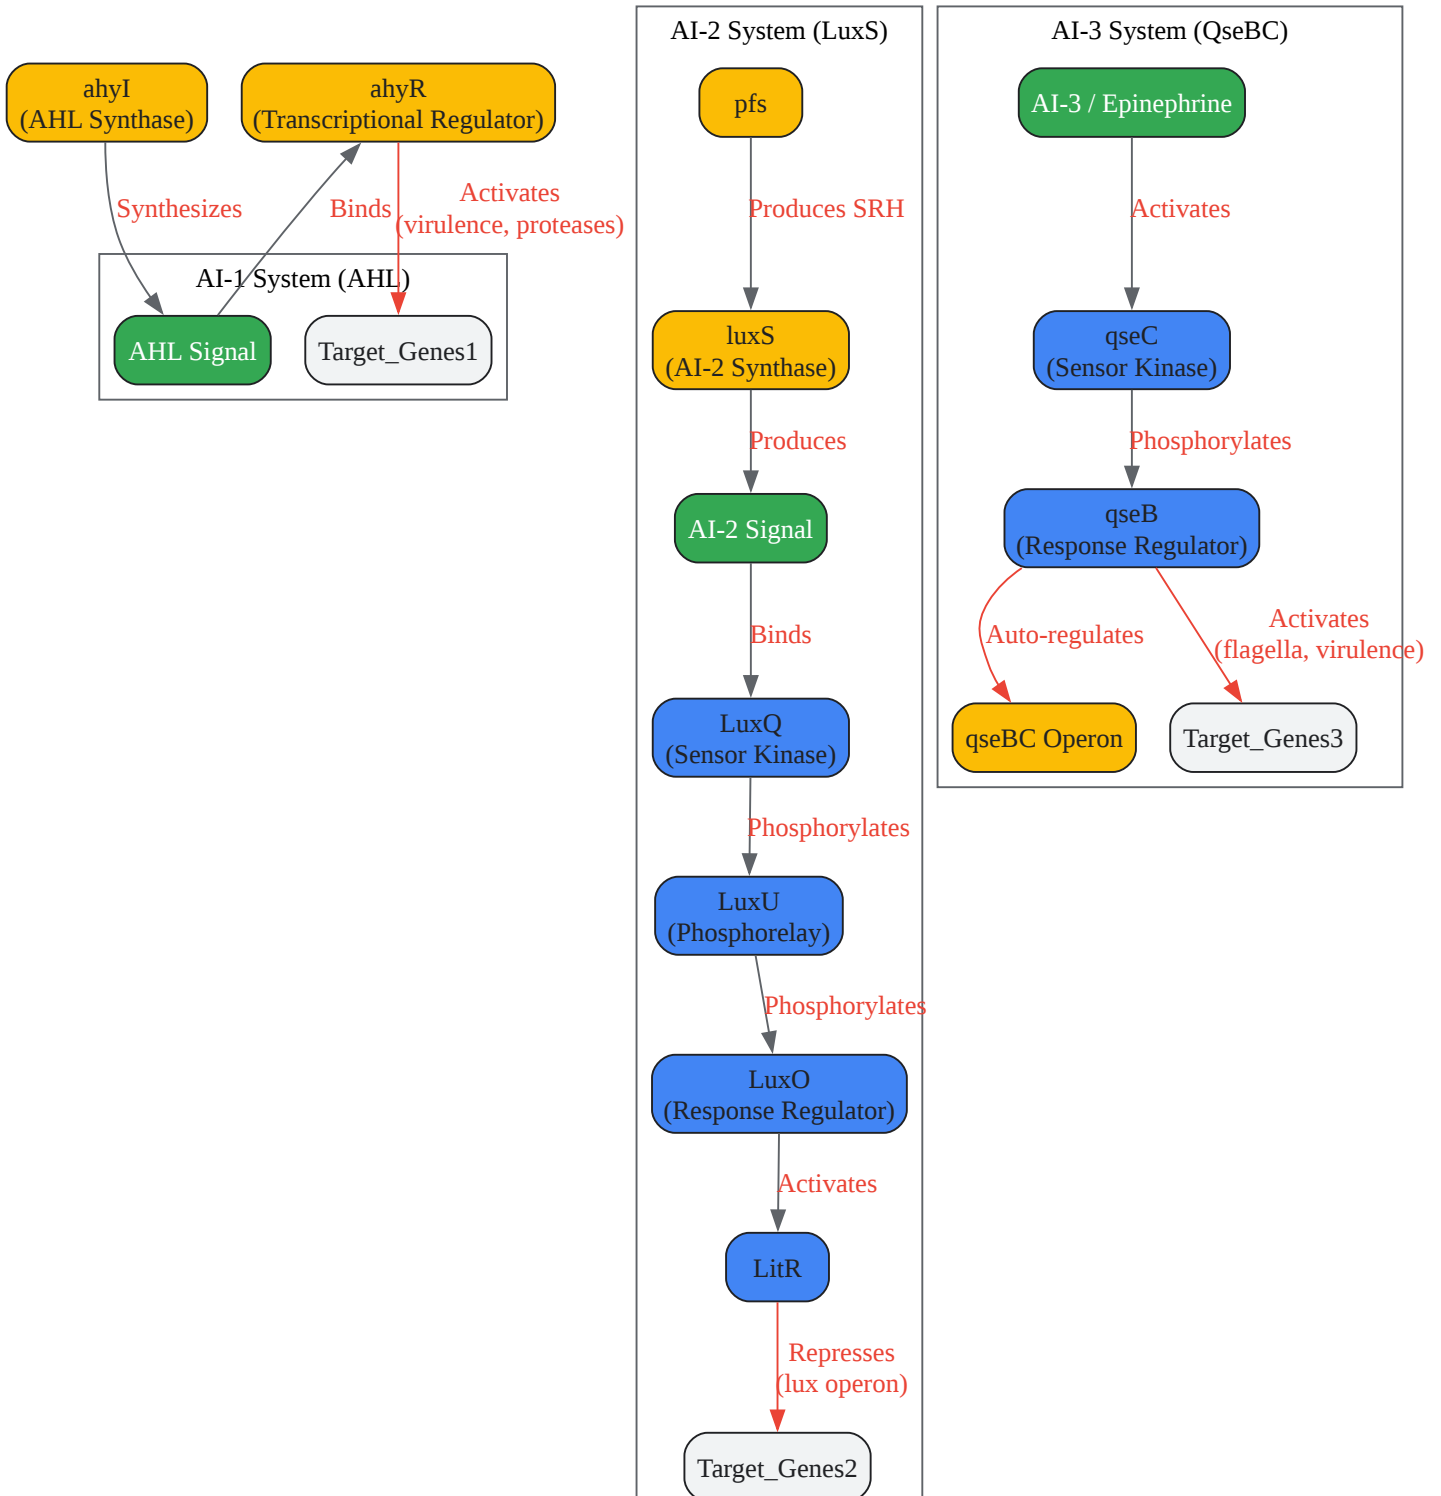 ahyI
(AHL Synthase)
ahyR
(Transcriptional Regulator)
Synthesizes
Binds
Activates
(virulence, proteases)
AI-1 System (AHL)
AHL Signal
Target_Genes1
AI-2 System (LuxS)
pfs
Produces SRH
luxS
(AI-2 Synthase)
Produces
AI-2 Signal
Binds
LuxQ
(Sensor Kinase)
Phosphorylates
LuxU
(Phosphorelay)
Phosphorylates
LuxO
(Response Regulator)
Activates
LitR
Represses
(lux operon)
Target_Genes2
AI-3 System (QseBC)
AI-3 / Epinephrine
Activates
qseC
(Sensor Kinase)
Phosphorylates
qseB
(Response Regulator)
Auto-regulates
Activates
(flagella, virulence)
qseBC Operon
Target_Genes3